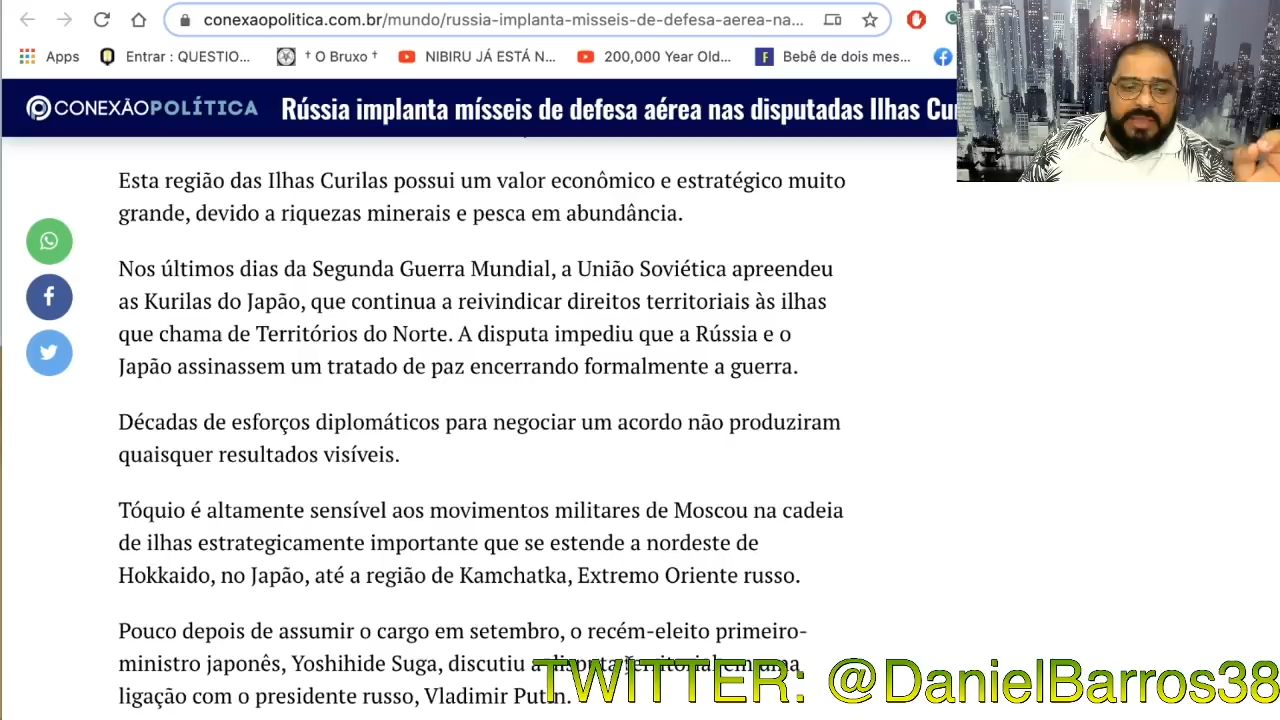 conexaopolitica.com.br/mundo/russia-implanta-misseis-de-defesa-aerea-na...
Apps Entrar : QUESTIO... † O Bruxo † NIBIRU JÁ ESTÁ N... 200,000 Year Old... Bebê de dois mes...
CONEXÃOPOLÍTICA Rússia implanta mísseis de defesa aérea nas disputadas Ilhas Cu
Esta região das Ilhas Curilas possui um valor econômico e estratégico muito
grande, devido a riquezas minerais e pesca em abundância.
Nos últimos dias da Segunda Guerra Mundial, a União Soviética apreendeu
as Kurilas do Japão, que continua a reivindicar direitos territoriais às ilhas
que chama de Territórios do Norte. A disputa impediu que a Rússia e o
Japão assinassem um tratado de paz encerrando formalmente a guerra.
Décadas de esforços diplomáticos para negociar um acordo não produziram
quaisquer resultados visíveis.
Tóquio é altamente sensível aos movimentos militares de Moscou na cadeia
de ilhas estrategicamente importante que se estende a nordeste de
Hokkaido, no Japão, até a região de Kamchatka, Extremo Oriente russo.
Pouco depois de assumir o cargo em setembro, o recém-eleito primeiro-
ministro japonês, Yoshihide Suga, discutiu a disputa territorial em uma
ligação com o presidente russo, Vladimir Putin.
TWITTER: @DanielBarros38